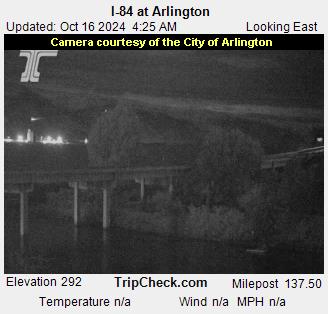 I-84 at Arlington
Updated: Oct 16 2024 4:25 AM Looking East
Camera courtesy of the City of Arlington
Elevation 292 TripCheck.com Milepost 137.50
Temperature n/a Wind n/a MPH n/a